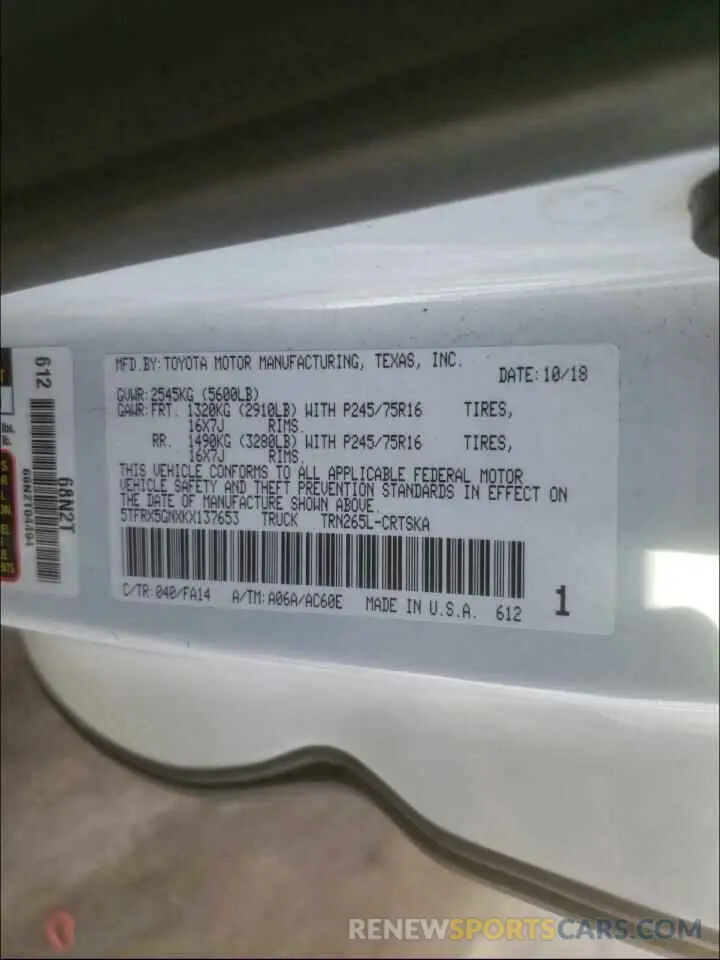 MFD.BY:TOYOTA MOTOR MANUFACTURING, TEXAS, INC.
DATE:10/18
GVWR:2545KG (5600LB)
GAWR:FRT. 1320KG (2910LB) WITH P245/75R16 TIRES,
16X7J RIMS.
RR. 1490KG (3280LB) WITH P245/75R16 TIRES,
16X7J RIMS.
THIS VEHICLE CONFORMS TO ALL APPLICABLE FEDERAL MOTOR
VEHICLE SAFETY AND THEFT PREVENTION STANDARDS IN EFFECT ON
THE DATE OF MANUFACTURE SHOWN ABOVE.
5TFRX5GNXKX137653 TRUCK TRN265L-CRTSKA
C/TR:040/FA14 A/TM:A06A/AC60E MADE IN U.S.A. 612 1
612
68N2T
68N2T04494
lbs.
lb.
RENEWSPORTSCARS.COM